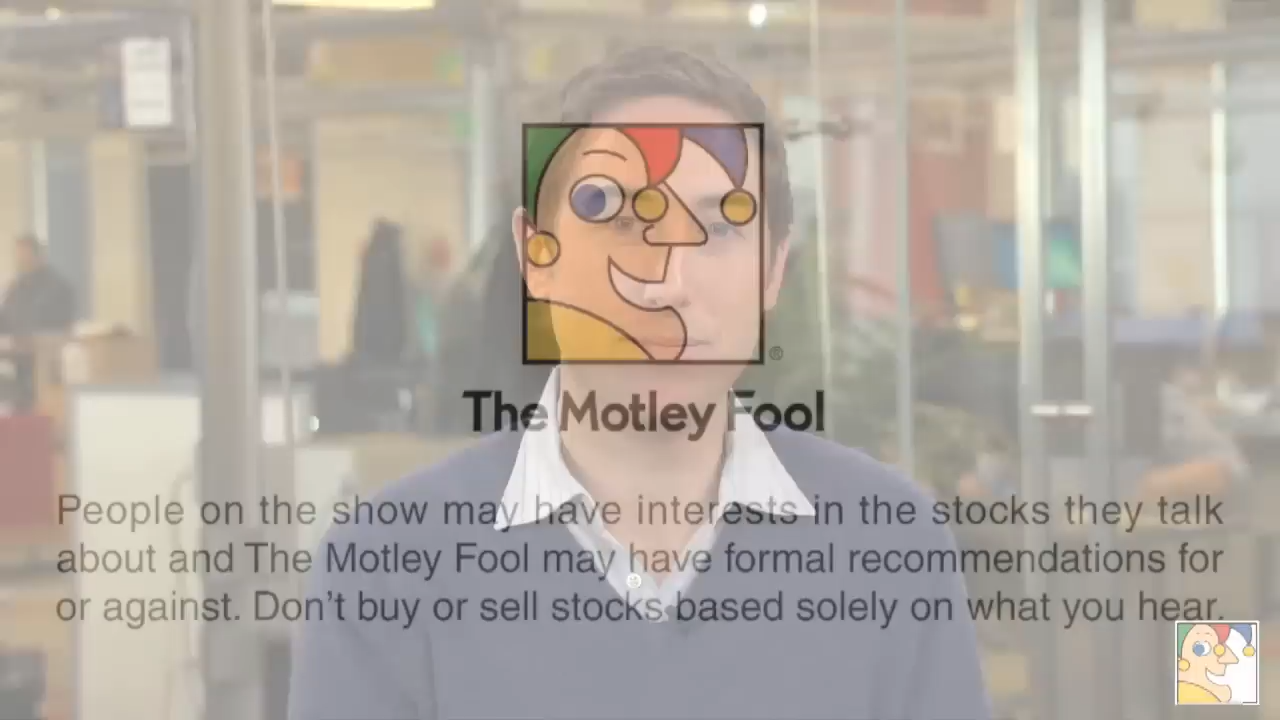 ®
The Motley Fool
People on the show may have interests in the stocks they talk
about and The Motley Fool may have formal recommendations for
or against. Don't buy or sell stocks based solely on what you hear.